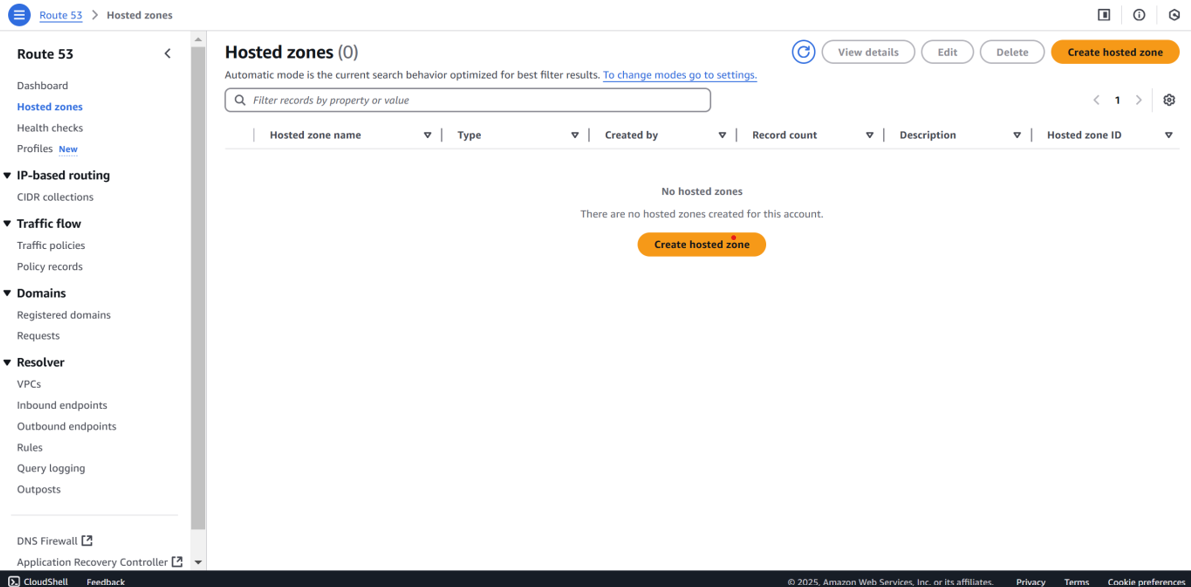 Route 53 > Hosted zones
Route 53
Dashboard
Hosted zones
Health checks
Profiles New
IP-based routing
CIDR collections
Traffic flow
Traffic policies
Policy records
Domains
Registered domains
Requests
Resolver
VPCs
Inbound endpoints
Outbound endpoints
Rules
Query logging
Outposts
DNS Firewall
Application Recovery Controller
Hosted zones (0)
View details
Edit
Delete
Create hosted zone
Automatic mode is the current search behavior optimized for best filter results. To change modes go to settings.
Filter records by property or value
1
Hosted zone name Type Created by Record count Description Hosted zone ID
No hosted zones
There are no hosted zones created for this account.
Create hosted zone
CloudShell Feedback © 2025, Amazon Web Services, Inc. or its affiliates. Privacy Terms Cookie preferences